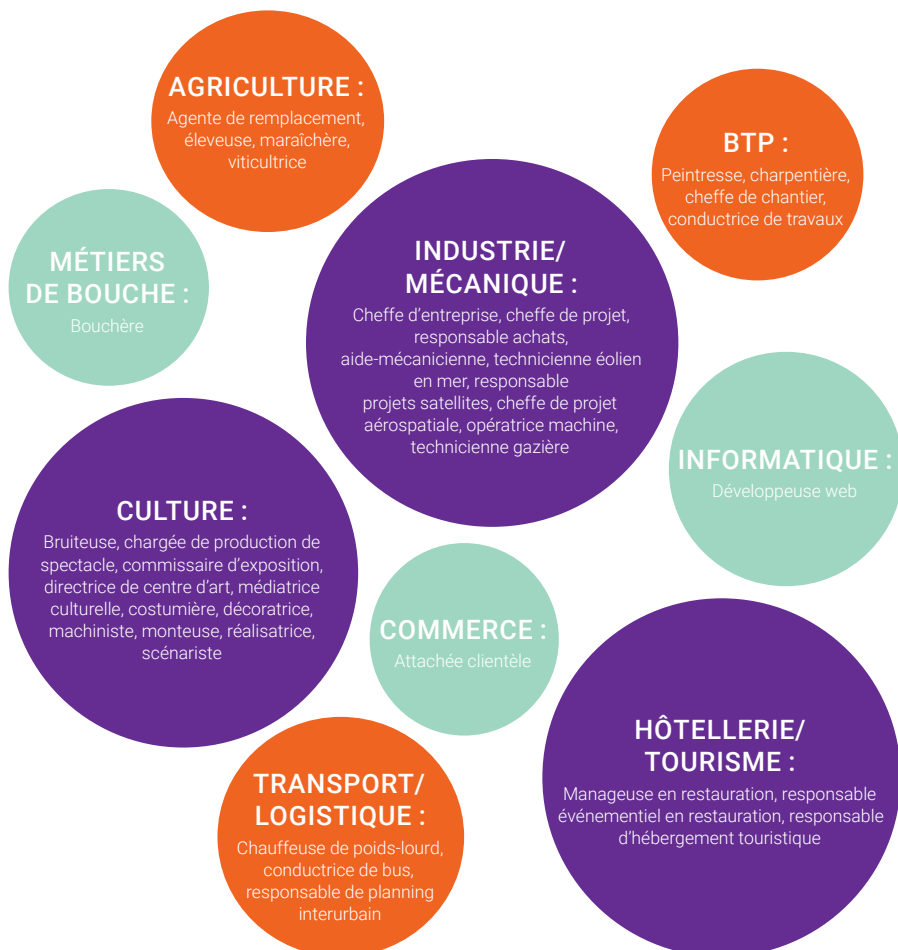 AGRICULTURE :
Agente de remplacement,
éleveuse, maraîchère,
viticultrice
BTP :
Peintresse, charpentière,
cheffe de chantier,
conductrice de travaux
MÉTIERS
DE BOUCHE :
Bouchère
INDUSTRIE/
MÉCANIQUE :
Cheffe d’entreprise, cheffe de projet,
responsable achats,
aide-mécanicienne, technicienne éolien
en mer, responsable
projets satellites, cheffe de projet
aérospatiale, opératrice machine,
technicienne gazière
INFORMATIQUE :
Développeuse web
CULTURE :
Bruiteuse, chargée de production de
spectacle, commissaire d’exposition,
directrice de centre d’art, médiatrice
culturelle, costumière, décoratrice,
machiniste, monteuse, réalisatrice,
scénariste
COMMERCE :
Attachée clientèle
HÔTELLERIE/
TOURISME :
Manageuse en restauration, responsable
événementiel en restauration, responsable
d’hébergement touristique
TRANSPORT/
LOGISTIQUE :
Chauffeuse de poids-lourd,
conductrice de bus,
responsable de planning
interurbain